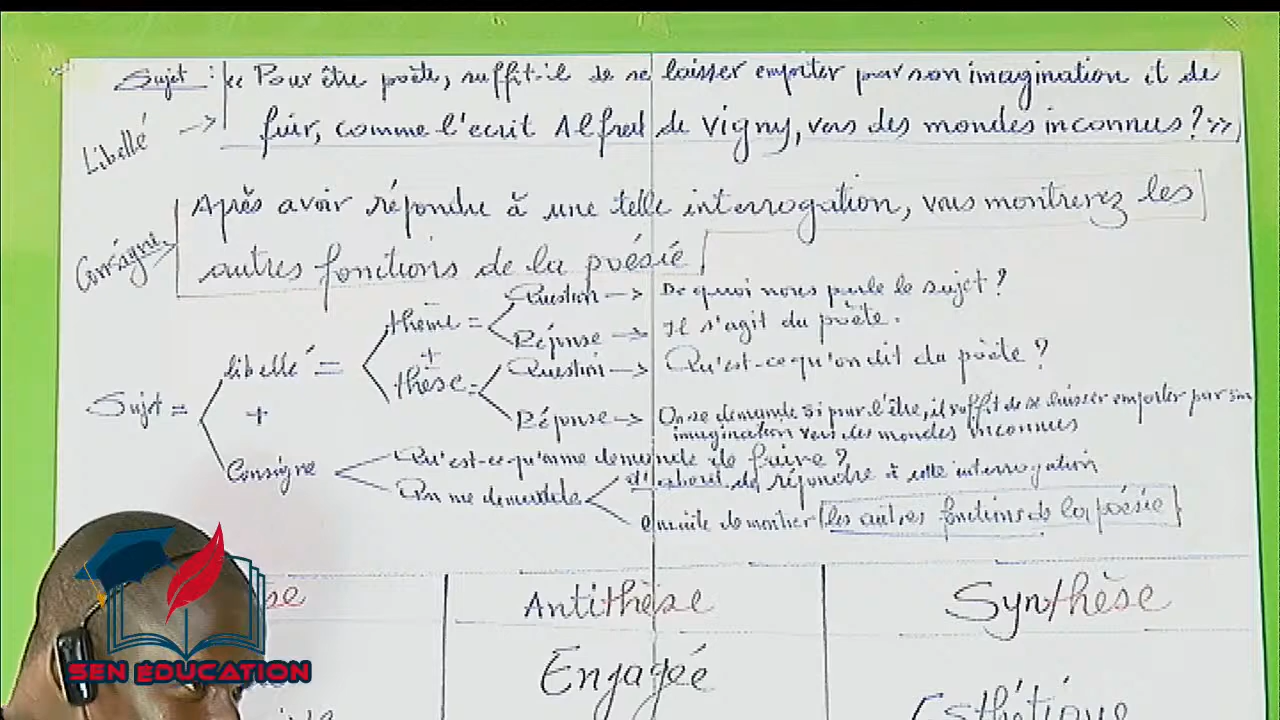 Sujet : « Pour être poète, suffit-il de se laisser emporter par son imagination et de
fuir, comme l'ecrit Alfred de Vigny, vers des mondes inconnus ? »
Libellé
Après avoir répondre à une telle interrogation, vous montrerez les
autres fonctions de la poésie
Consigne
Question → De quoi nous parle le sujet ?
thème =
Réponse → Il s'agit du poète.
libellé =
+
thèse =
Question → Qu'est-ce qu'on dit du poète ?
Réponse → On se demande si pour l'être, il suffit de se laisser emporter par son
imagination vers des mondes inconnus
Sujet =
+
Consigne
Qu'est-ce-qu'on me demande de faire ?
On me demande de
d'abord de répondre à cette interrogation
ensuite de montrer les autres fonctions de la poésie
se
Antithèse
Synthèse
Engagée
Esthétique
SEN ÉDUCATION